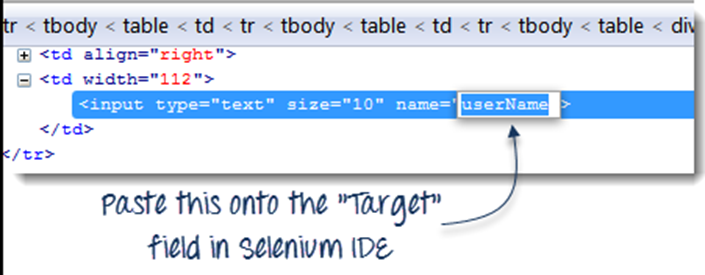 tr < tbody < table < td < tr < tbody < table < td < tr < tbody < table < div
<td align="right">
<td width="112">
<input type="text" size="10" name="userName >
</td>
</tr>
Paste this onto the "Target"
field in Selenium IDE